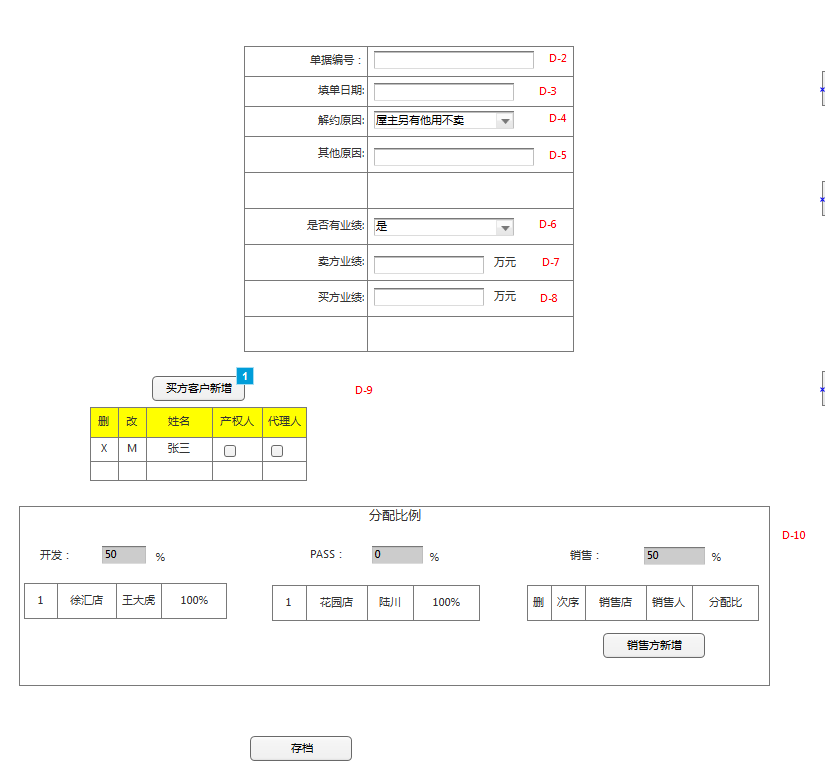 单据编号： D-2
填单日期: D-3
解约原因: 屋主另有他用不卖 D-4
其他原因: D-5
是否有业绩: 是 D-6
卖方业绩: 万元 D-7
买方业绩: 万元 D-8
买方客户新增 1 D-9
删 改 姓名 产权人 代理人
X M 张三
分配比例
D-10
开发： 50 % PASS： 0 % 销售： 50 %
1 徐汇店 王大虎 100% 1 花园店 陆川 100% 删 次序 销售店 销售人 分配比
销售方新增
存档